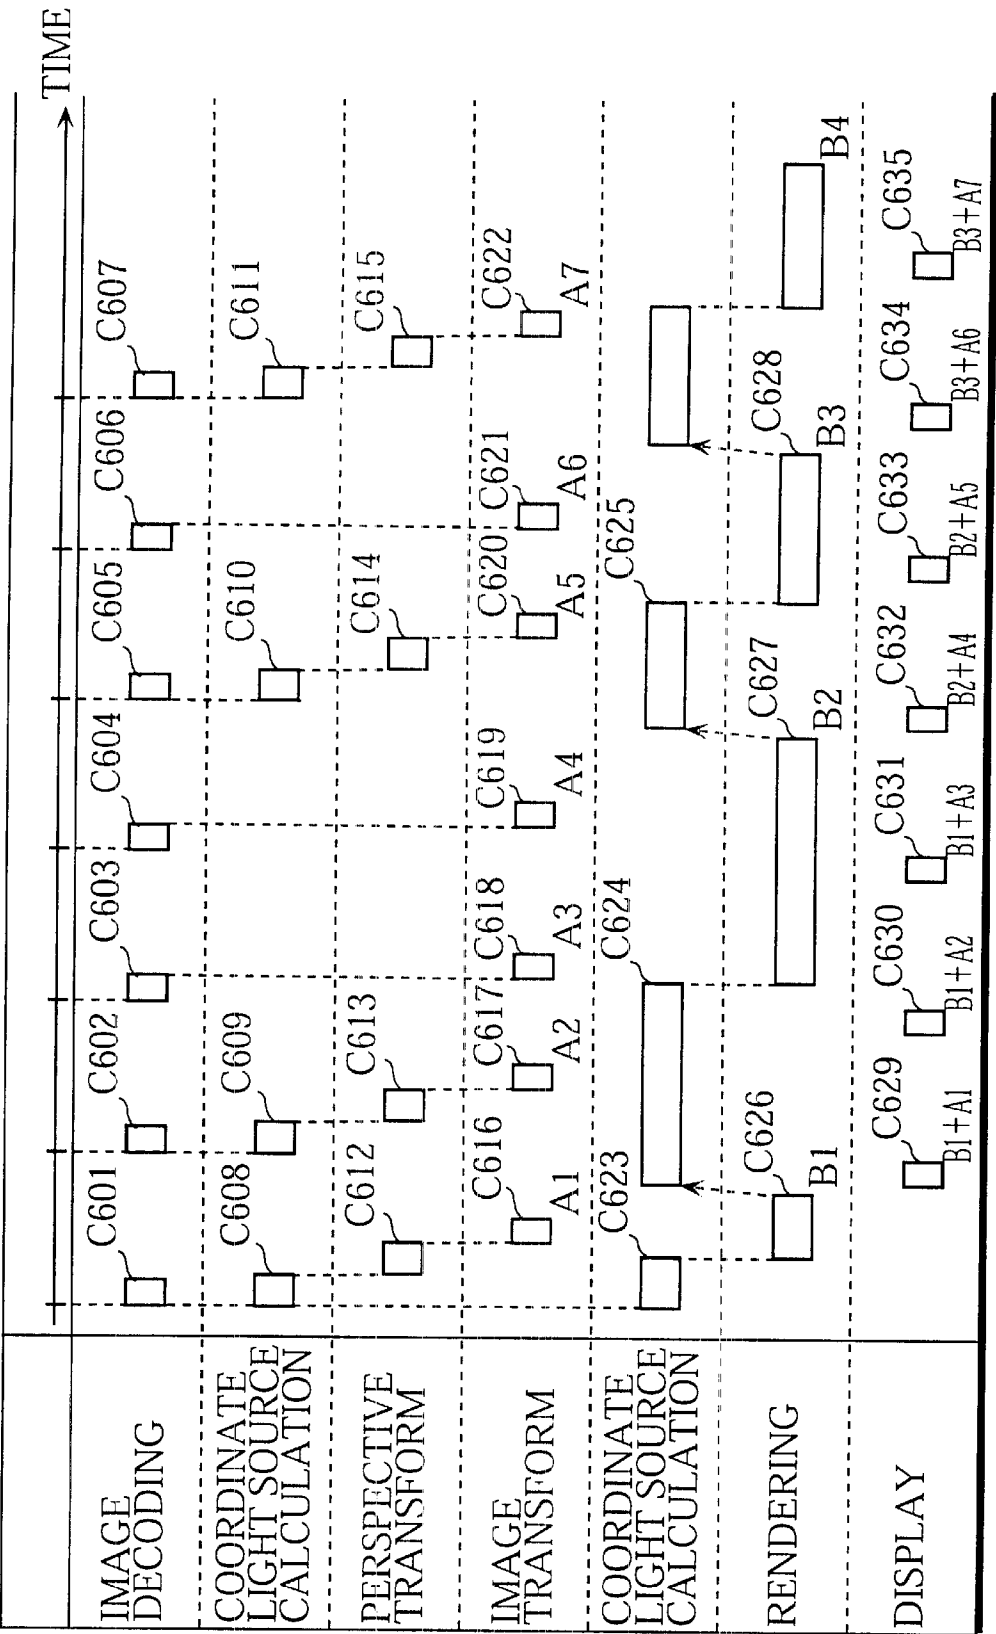 TIME
IMAGE
DECODING
C601
C602
C603
C604
C605
C606
C607
COORDINATE
LIGHT SOURCE
CALCULATION
C608
C609
C610
C611
PERSPECTIVE
TRANSFORM
C612
C613
C614
C615
IMAGE
TRANSFORM
C616
C617
C618
C619
C620
C621
C622
A1
A2
A3
A4
A5
A6
A7
COORDINATE
LIGHT SOURCE
CALCULATION
C623
C624
C625
RENDERING
C626
C627
C628
B1
B2
B3
B4
DISPLAY
C629
C630
C631
C632
C633
C634
C635
B1+A1
B1+A2
B1+A3
B2+A4
B2+A5
B3+A6
B3+A7